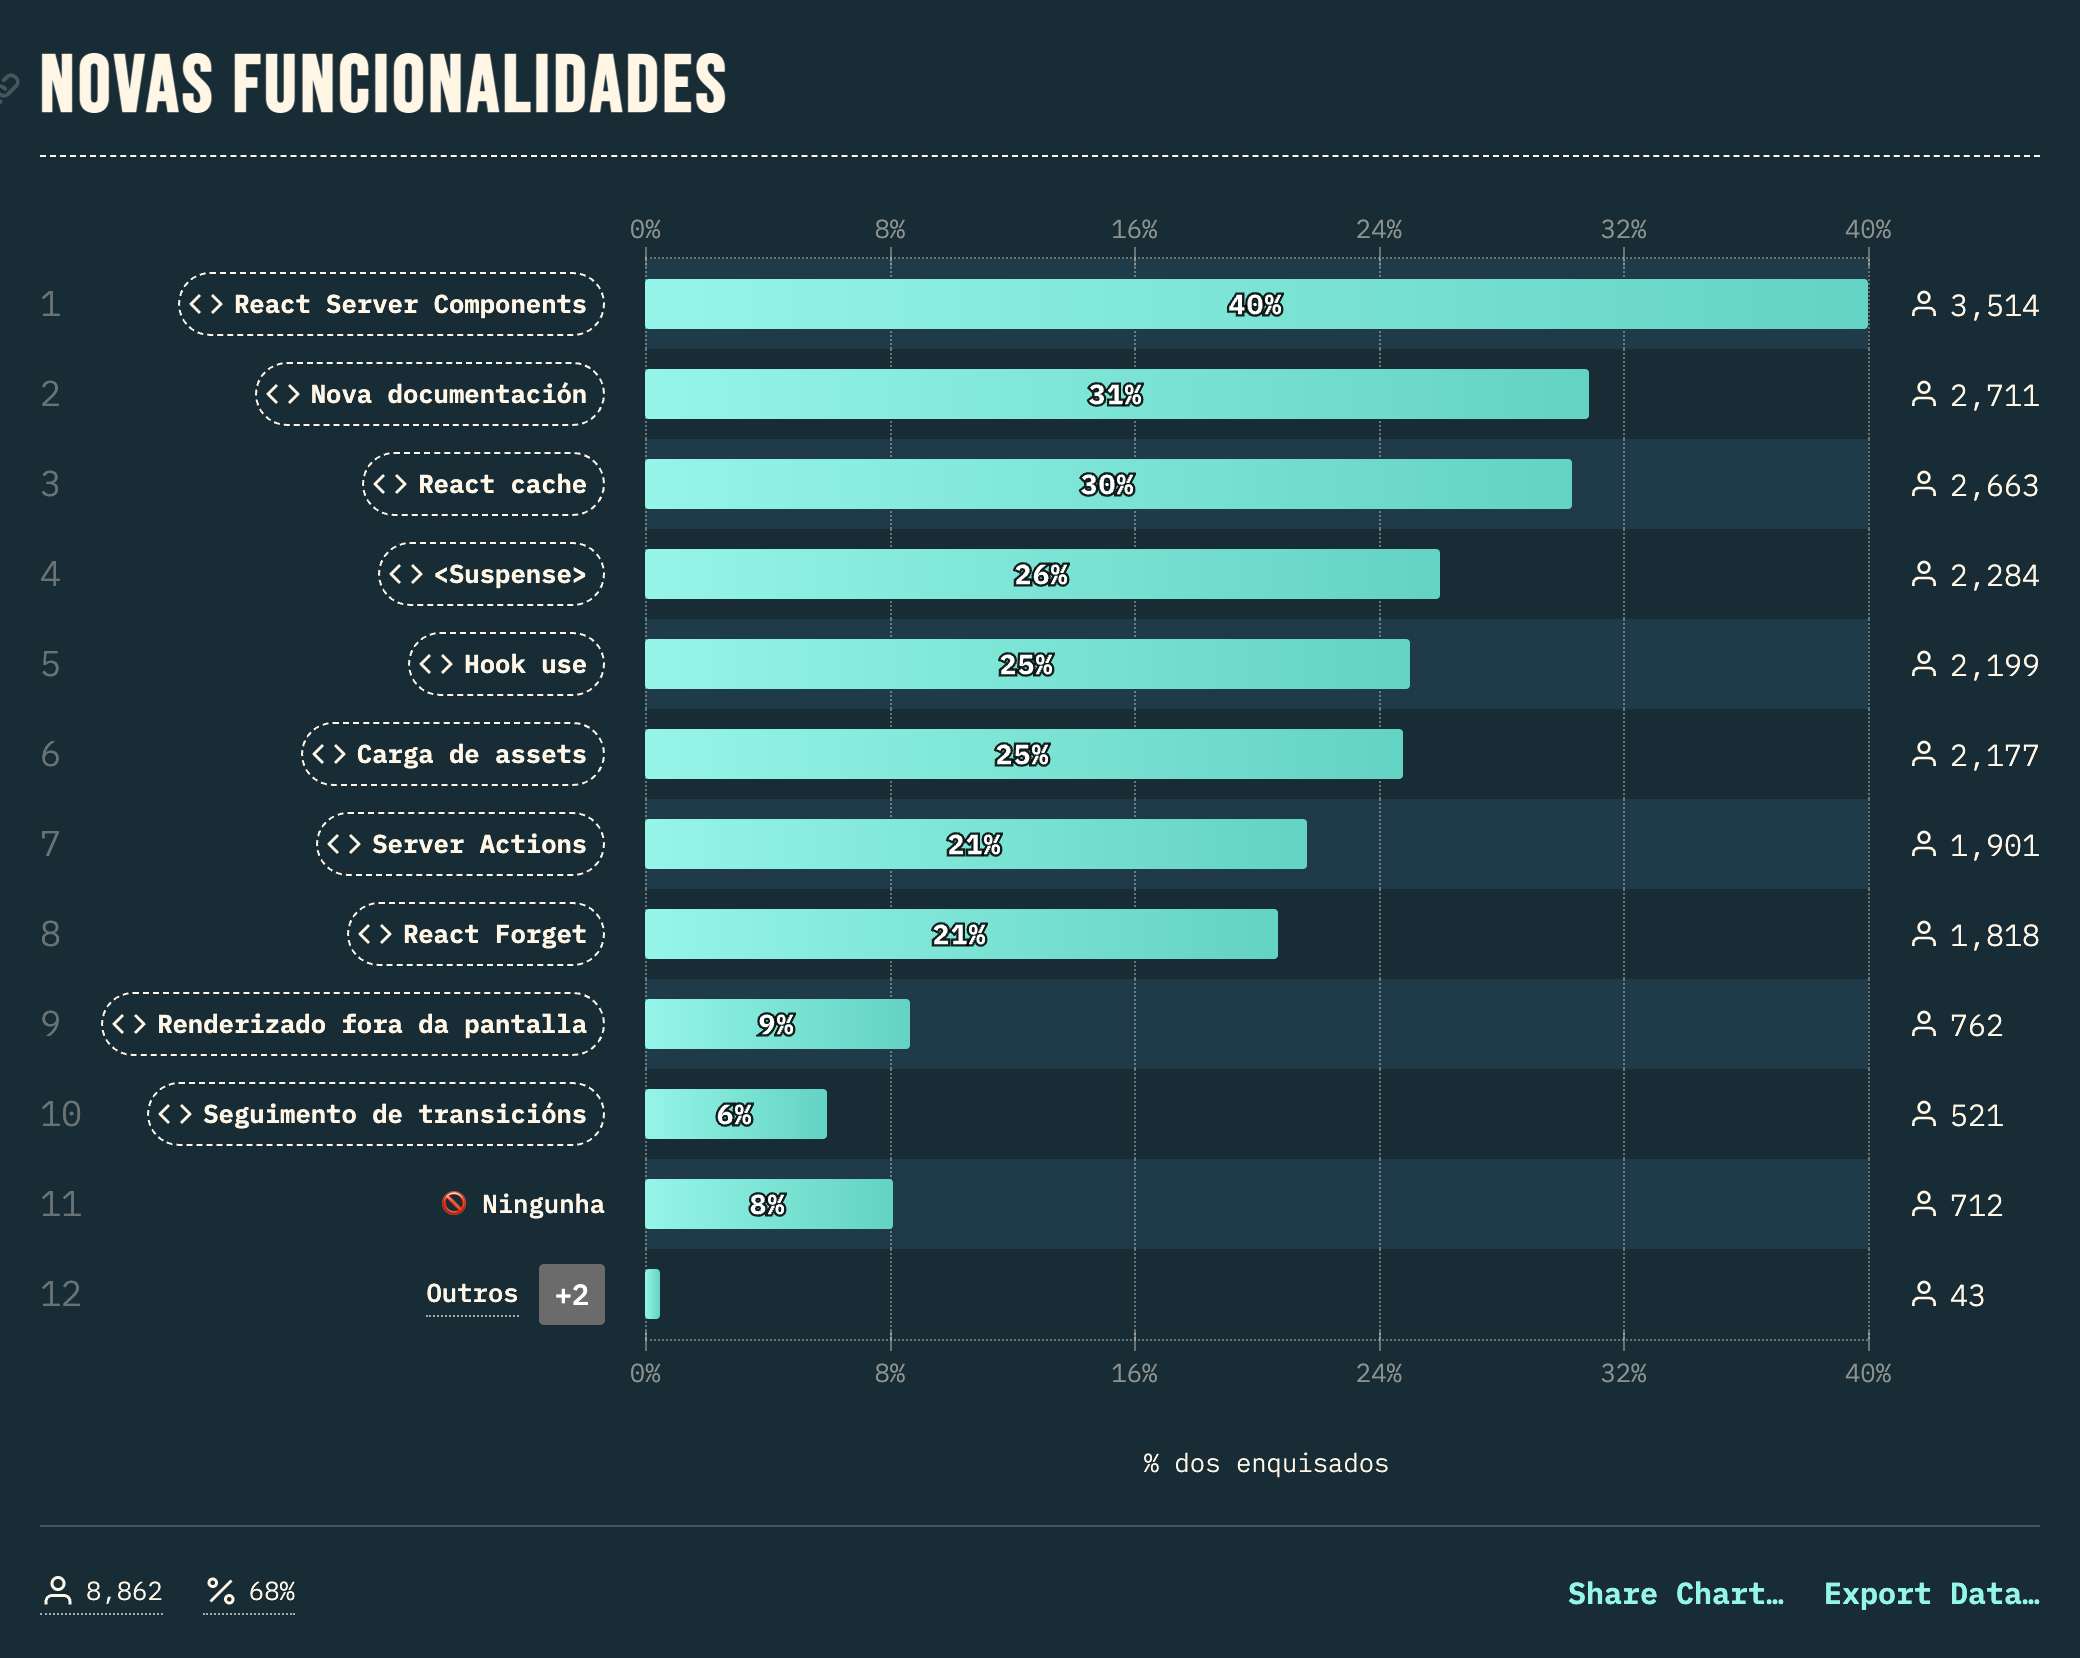 NOVAS FUNCIONALIDADES
0% 8% 16% 24% 32% 40%
1 <> React Server Components 40% 3,514
2 <> Nova documentación 31% 2,711
3 <> React cache 30% 2,663
4 <> <Suspense> 26% 2,284
5 <> Hook use 25% 2,199
6 <> Carga de assets 25% 2,177
7 <> Server Actions 21% 1,901
8 <> React Forget 21% 1,818
9 <> Renderizado fora da pantalla 9% 762
10 <> Seguimento de transicións 6% 521
11 🚫 Ningunha 8% 712
12 Outros +2 43
0% 8% 16% 24% 32% 40%
% dos enquisados
8,862 % 68% Share Chart… Export Data…